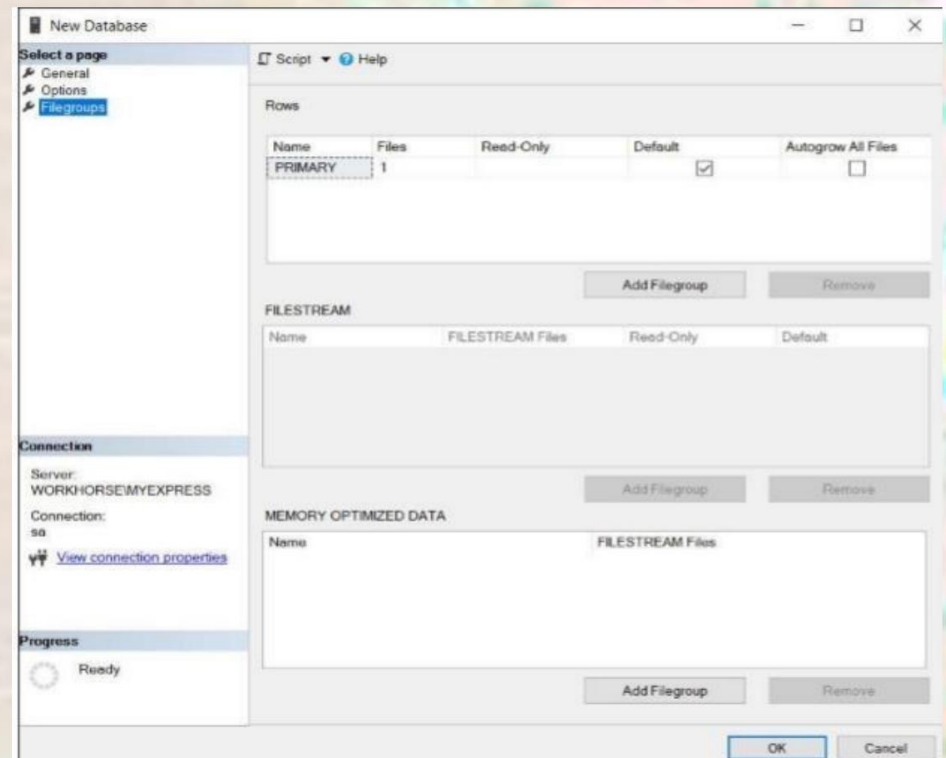 New Database
Select a page
General
Options
Filegroups
Script Help
Rows
Name Files Read-Only Default Autogrow All Files
PRIMARY 1
Add Filegroup Remove
FILESTREAM
Name FILESTREAM Files Read-Only Default
Add Filegroup Remove
MEMORY OPTIMIZED DATA
Name FILESTREAM Files
Add Filegroup Remove
Connection
Server:
WORKHORSE\MYEXPRESS
Connection:
sa
View connection properties
Progress
Ready
OK Cancel